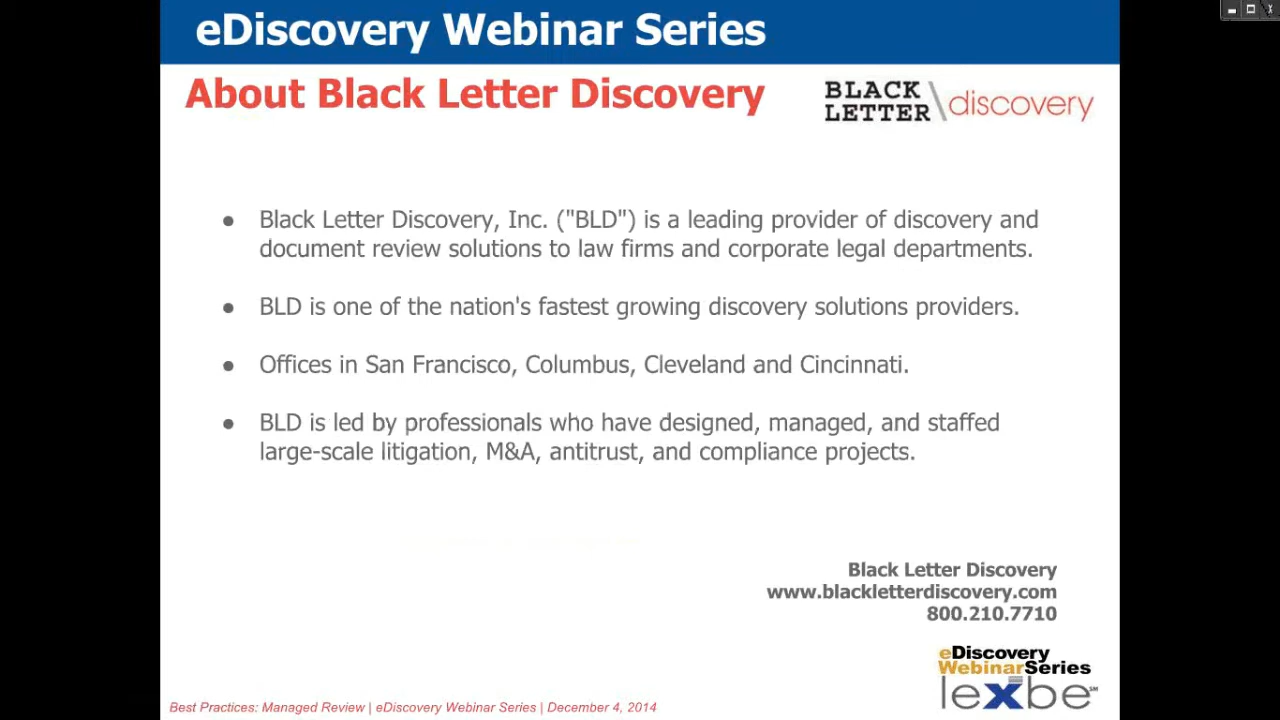 eDiscovery Webinar Series
About Black Letter Discovery
BLACK
LETTER
discovery
● Black Letter Discovery, Inc. ("BLD") is a leading provider of discovery and
document review solutions to law firms and corporate legal departments.
● BLD is one of the nation's fastest growing discovery solutions providers.
● Offices in San Francisco, Columbus, Cleveland and Cincinnati.
● BLD is led by professionals who have designed, managed, and staffed
large-scale litigation, M&A, antitrust, and compliance projects.
Black Letter Discovery
www.blackletterdiscovery.com
800.210.7710
eDiscovery
WebinarSeries
lexbe℠
Best Practices: Managed Review | eDiscovery Webinar Series | December 4, 2014